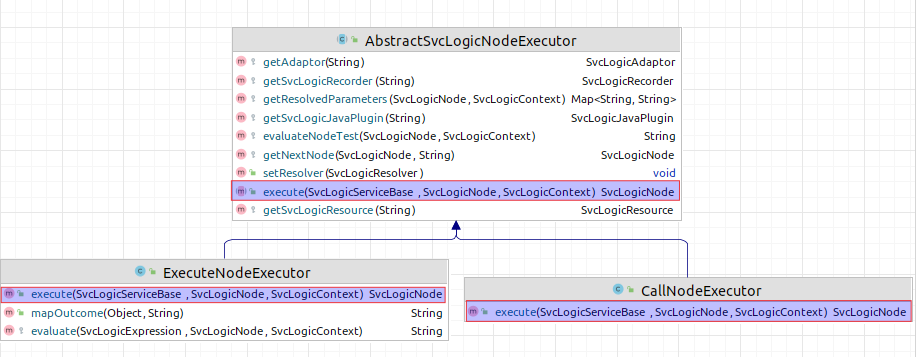 AbstractSvcLogicNodeExecutor
getAdaptor(String) SvcLogicAdaptor
getSvcLogicRecorder(String) SvcLogicRecorder
getResolvedParameters(SvcLogicNode, SvcLogicContext) Map<String, String>
getSvcLogicJavaPlugin(String) SvcLogicJavaPlugin
evaluateNodeTest(SvcLogicNode, SvcLogicContext) String
getNextNode(SvcLogicNode, String) SvcLogicNode
setResolver(SvcLogicResolver) void
execute(SvcLogicServiceBase, SvcLogicNode, SvcLogicContext) SvcLogicNode
getSvcLogicResource(String) SvcLogicResource
ExecuteNodeExecutor
execute(SvcLogicServiceBase, SvcLogicNode, SvcLogicContext) SvcLogicNode
mapOutcome(Object, String) String
evaluate(SvcLogicExpression, SvcLogicNode, SvcLogicContext) String
CallNodeExecutor
execute(SvcLogicServiceBase, SvcLogicNode, SvcLogicContext) SvcLogicNode